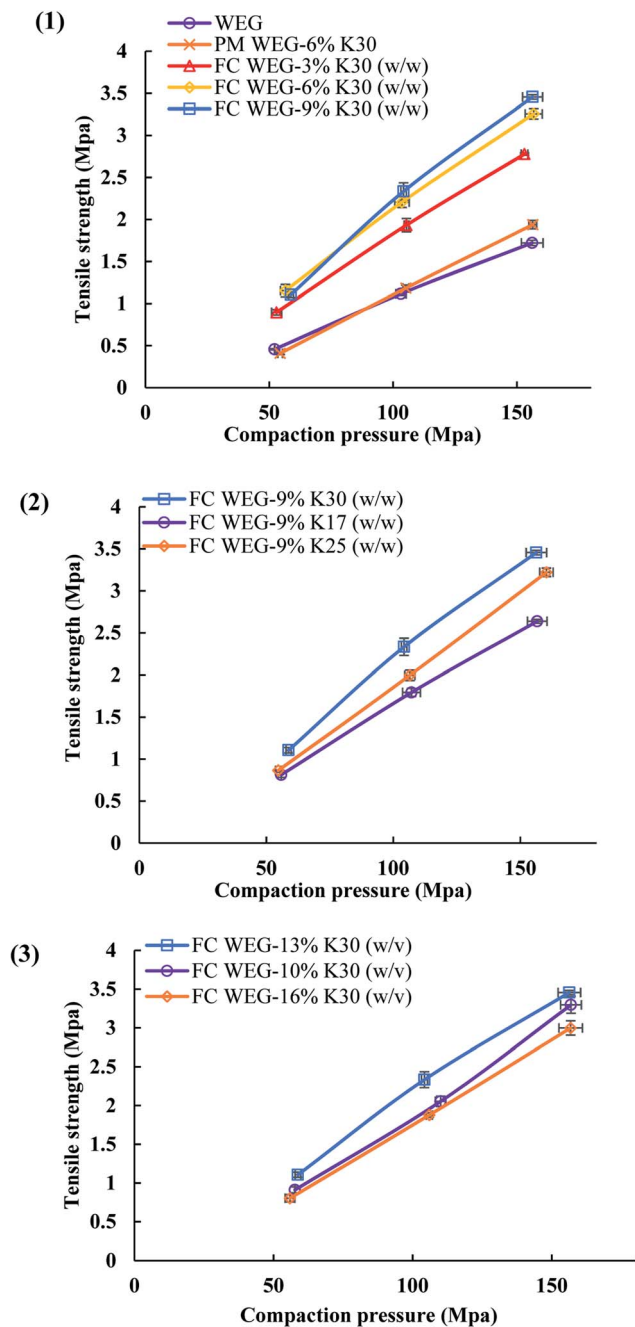 (1)
WEG
PM WEG-6% K30
FC WEG-3% K30 (w/w)
FC WEG-6% K30 (w/w)
FC WEG-9% K30 (w/w)
Tensile strength (Mpa)
4
3.5
3
2.5
2
1.5
1
0.5
0
0 50 100 150
Compaction pressure (Mpa)
(2)
FC WEG-9% K30 (w/w)
FC WEG-9% K17 (w/w)
FC WEG-9% K25 (w/w)
Tensile strength (Mpa)
4
3.5
3
2.5
2
1.5
1
0.5
0
0 50 100 150
Compaction pressure (Mpa)
(3)
FC WEG-13% K30 (w/v)
FC WEG-10% K30 (w/v)
FC WEG-16% K30 (w/v)
Tensile strength (Mpa)
4
3.5
3
2.5
2
1.5
1
0.5
0
0 50 100 150
Compaction pressure (Mpa)